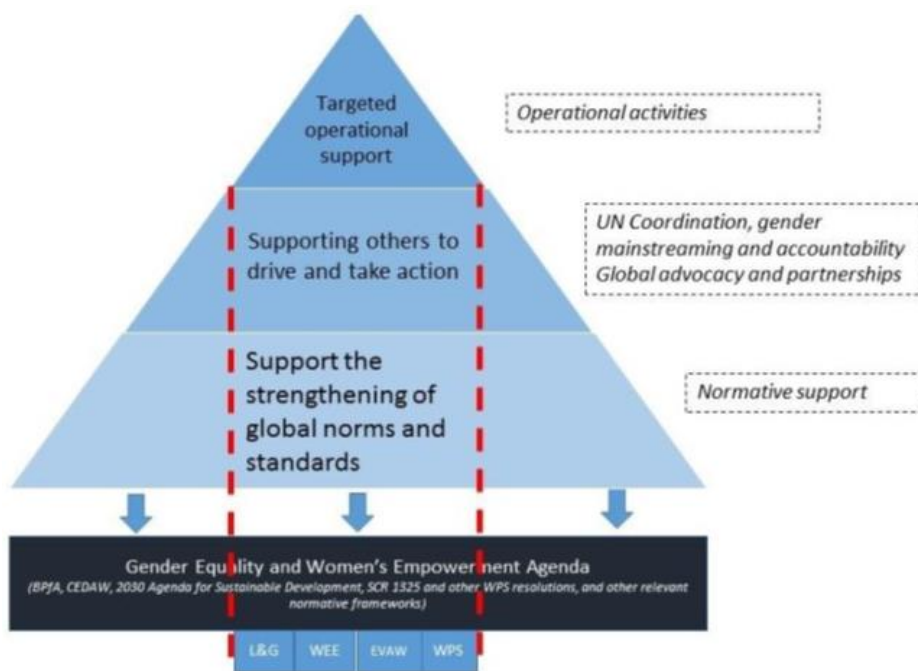 Targeted
operational
support
Operational activities
Supporting others to
drive and take action
UN Coordination, gender
mainstreaming and accountability
Global advocacy and partnerships
Support the
strengthening of
global norms and
standards
Normative support
Gender Equality and Women's Empowerment Agenda
(BPfA, CEDAW, 2030 Agenda for Sustainable Development, SCR 1325 and other WPS resolutions, and other relevant
normative frameworks)
L&G WEE EVAW WPS